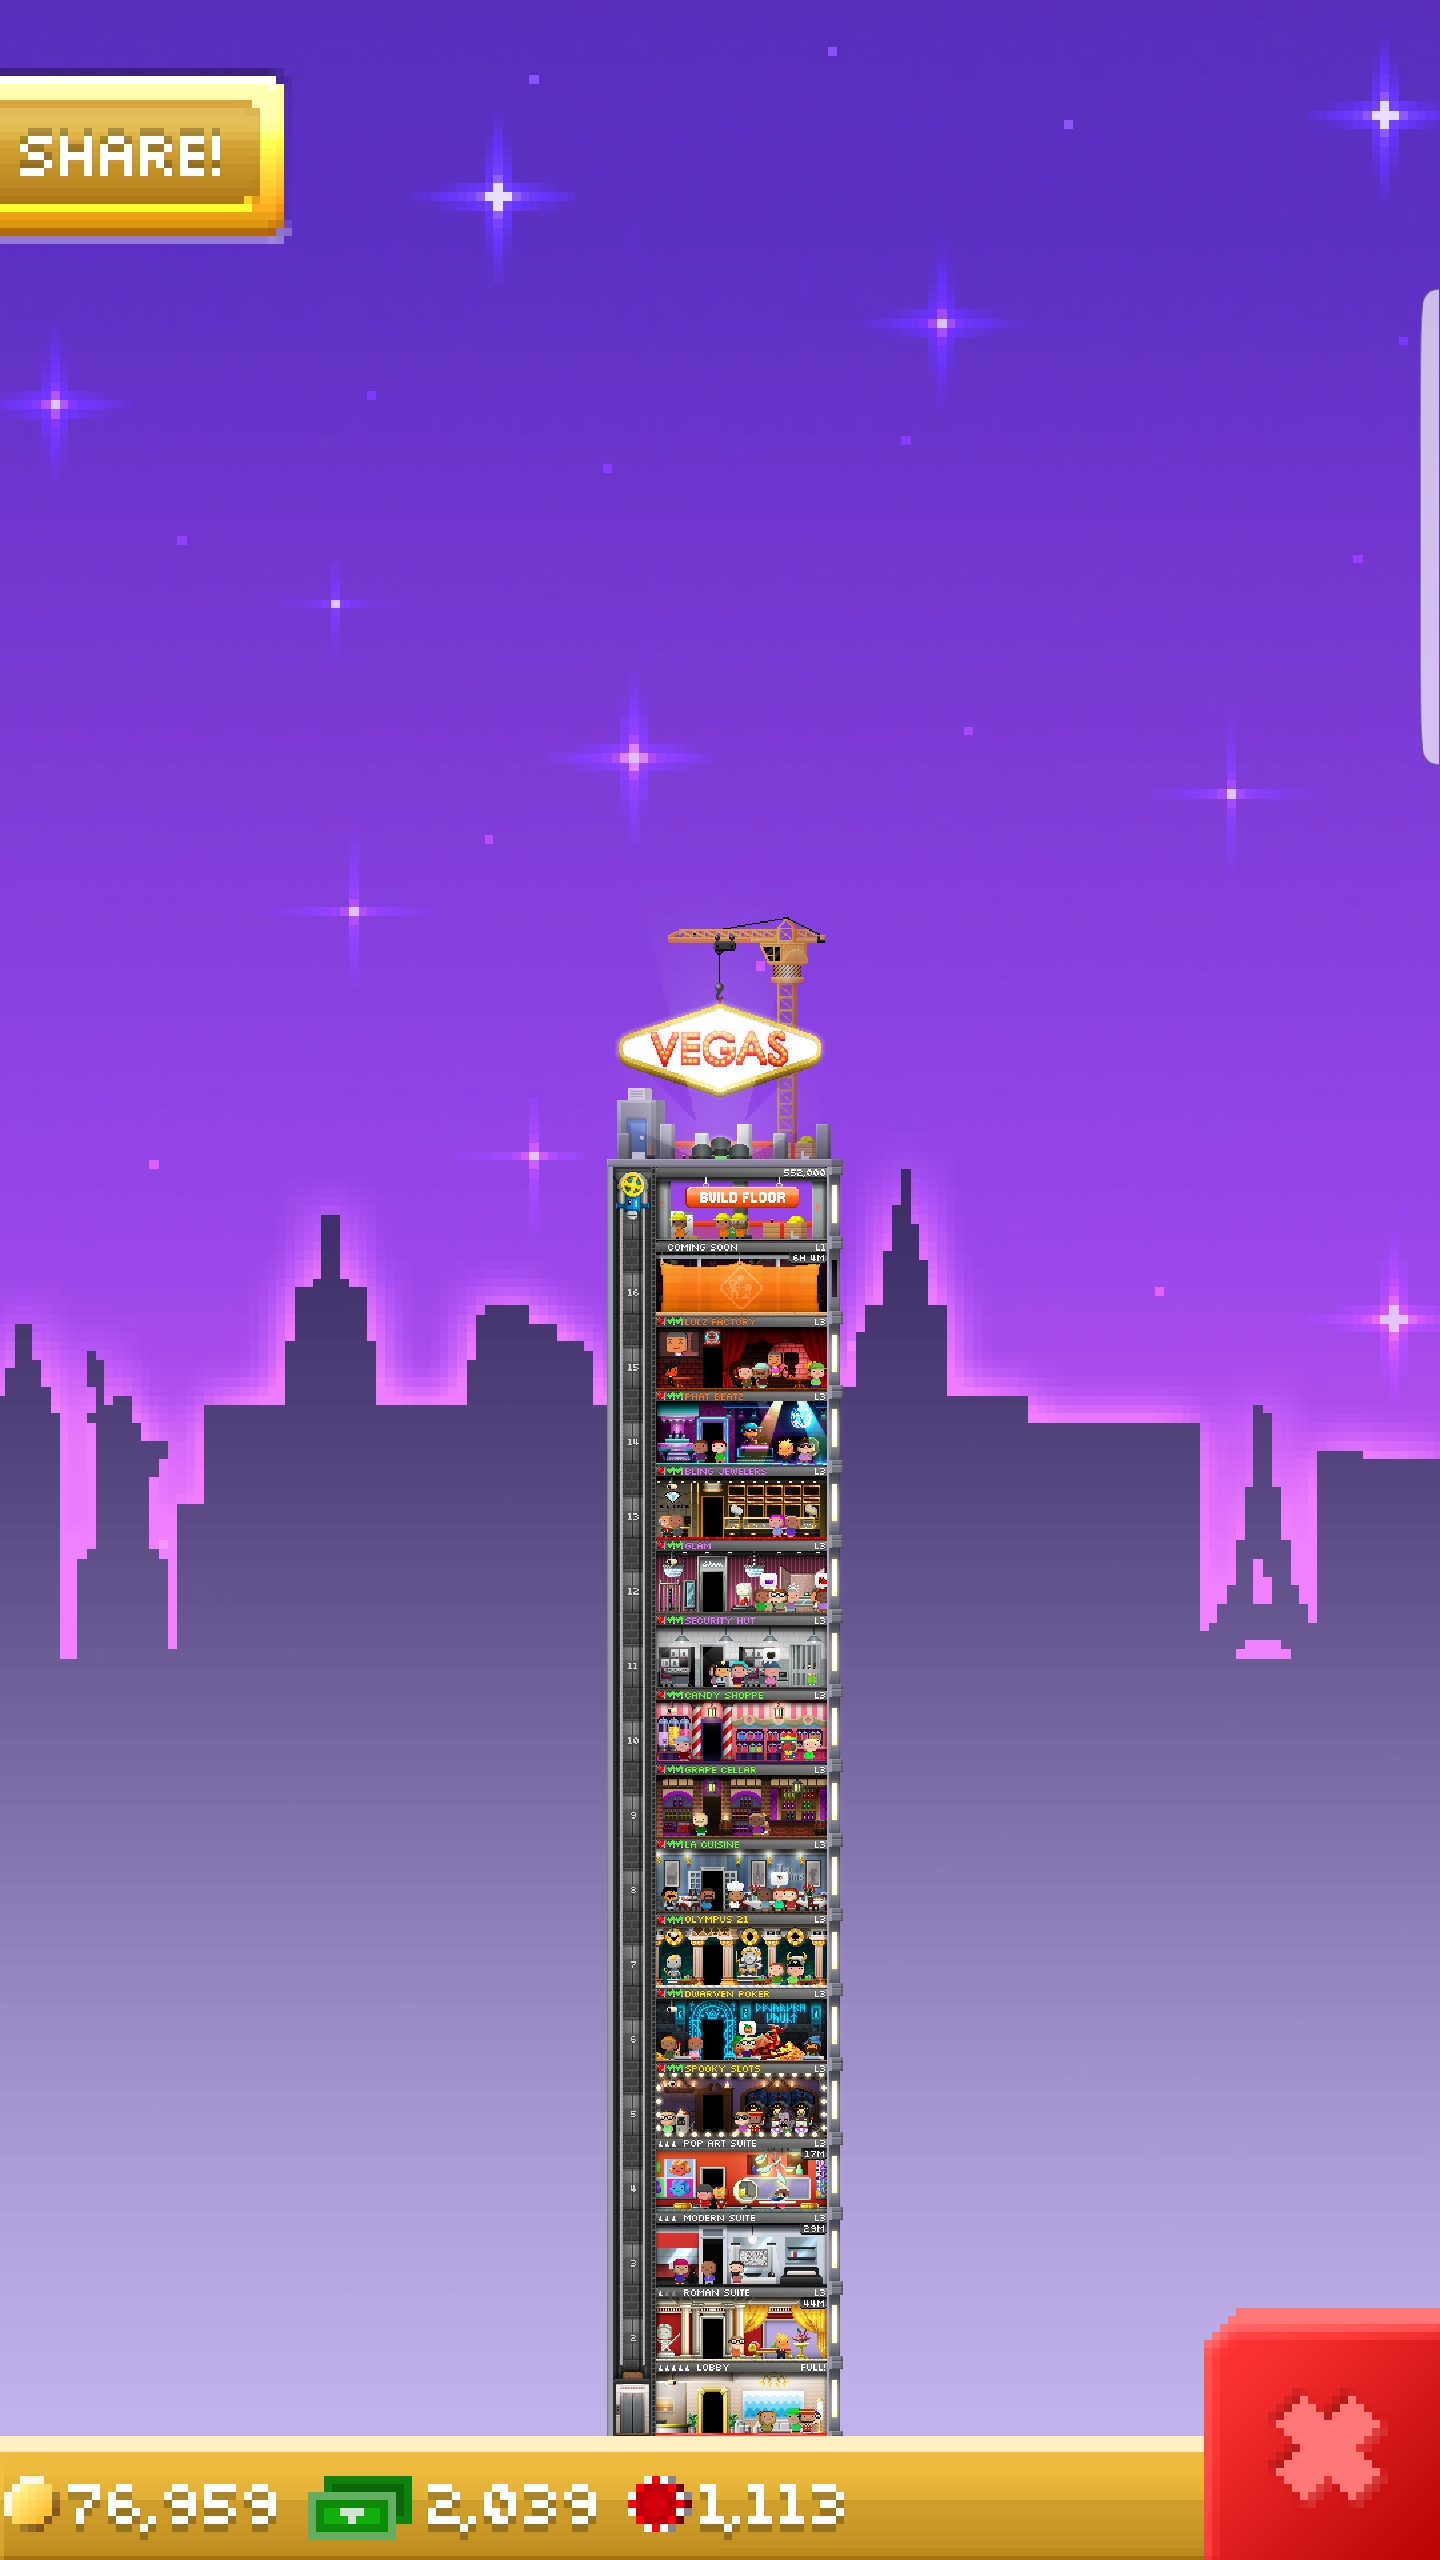 SHARE!
VEGAS
552,000
BUILD FLOOR
COMING SOON L1
6H 4M
16
LULZ FACTORY L3
15
PHAT BEATZ L3
14
BLING JEWELERS L3
13
GLAM L3
12
SECURITY HUT L3
11
CANDY SHOPPE L3
10
GRAPE CELLAR L3
9
LA CUISINE L3
8
OLYMPUS 21 L3
7
DWARVEN POKER L3
DWARVEN VAULT
6
SPOOKY SLOTS L3
5
POP ART SUITE L3
17M
4
MODERN SUITE L3
29M
3
ROMAN SUITE L3
44M
2
LOBBY FULL!
76,959 2,039 1,113